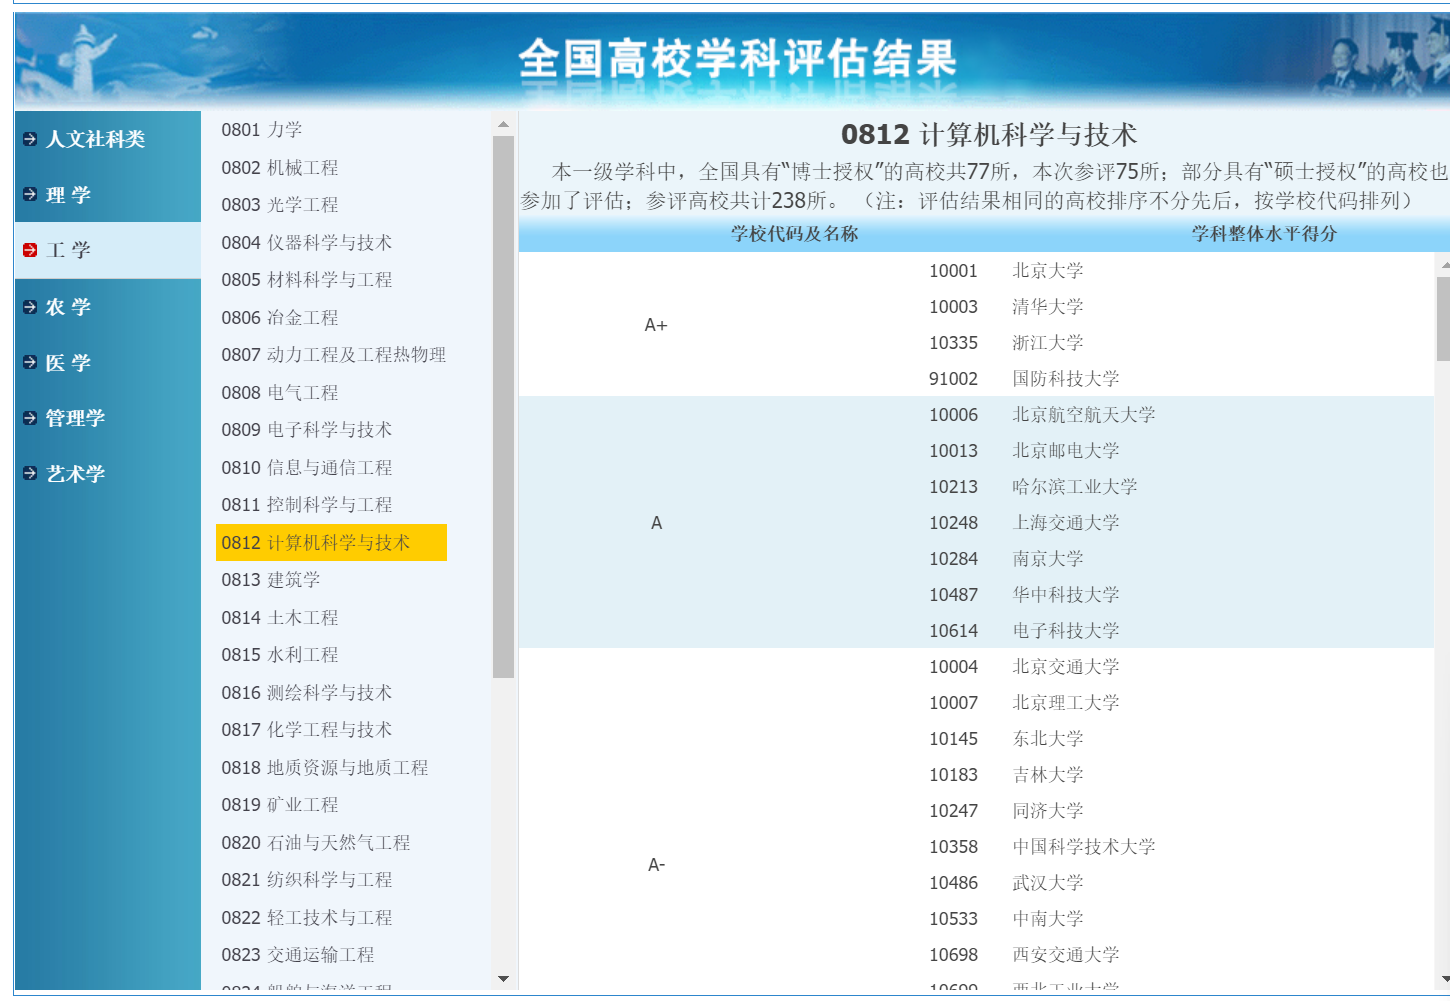 全国高校学科评估结果
人文社科类
理 学
工 学
农 学
医 学
管理学
艺术学
0801 力学
0802 机械工程
0803 光学工程
0804 仪器科学与技术
0805 材料科学与工程
0806 冶金工程
0807 动力工程及工程热物理
0808 电气工程
0809 电子科学与技术
0810 信息与通信工程
0811 控制科学与工程
0812 计算机科学与技术
0813 建筑学
0814 土木工程
0815 水利工程
0816 测绘科学与技术
0817 化学工程与技术
0818 地质资源与地质工程
0819 矿业工程
0820 石油与天然气工程
0821 纺织科学与工程
0822 轻工技术与工程
0823 交通运输工程
0824 船舶与海洋工程
0812 计算机科学与技术
本一级学科中，全国具有“博士授权”的高校共77所，本次参评75所；部分具有“硕士授权”的高校也
参加了评估；参评高校共计238所。 （注：评估结果相同的高校排序不分先后，按学校代码排列）
学校代码及名称 学科整体水平得分
A+
10001 北京大学
10003 清华大学
10335 浙江大学
91002 国防科技大学
A
10006 北京航空航天大学
10013 北京邮电大学
10213 哈尔滨工业大学
10248 上海交通大学
10284 南京大学
10487 华中科技大学
10614 电子科技大学
A-
10004 北京交通大学
10007 北京理工大学
10145 东北大学
10183 吉林大学
10247 同济大学
10358 中国科学技术大学
10486 武汉大学
10533 中南大学
10698 西安交通大学
10699 西北工业大学